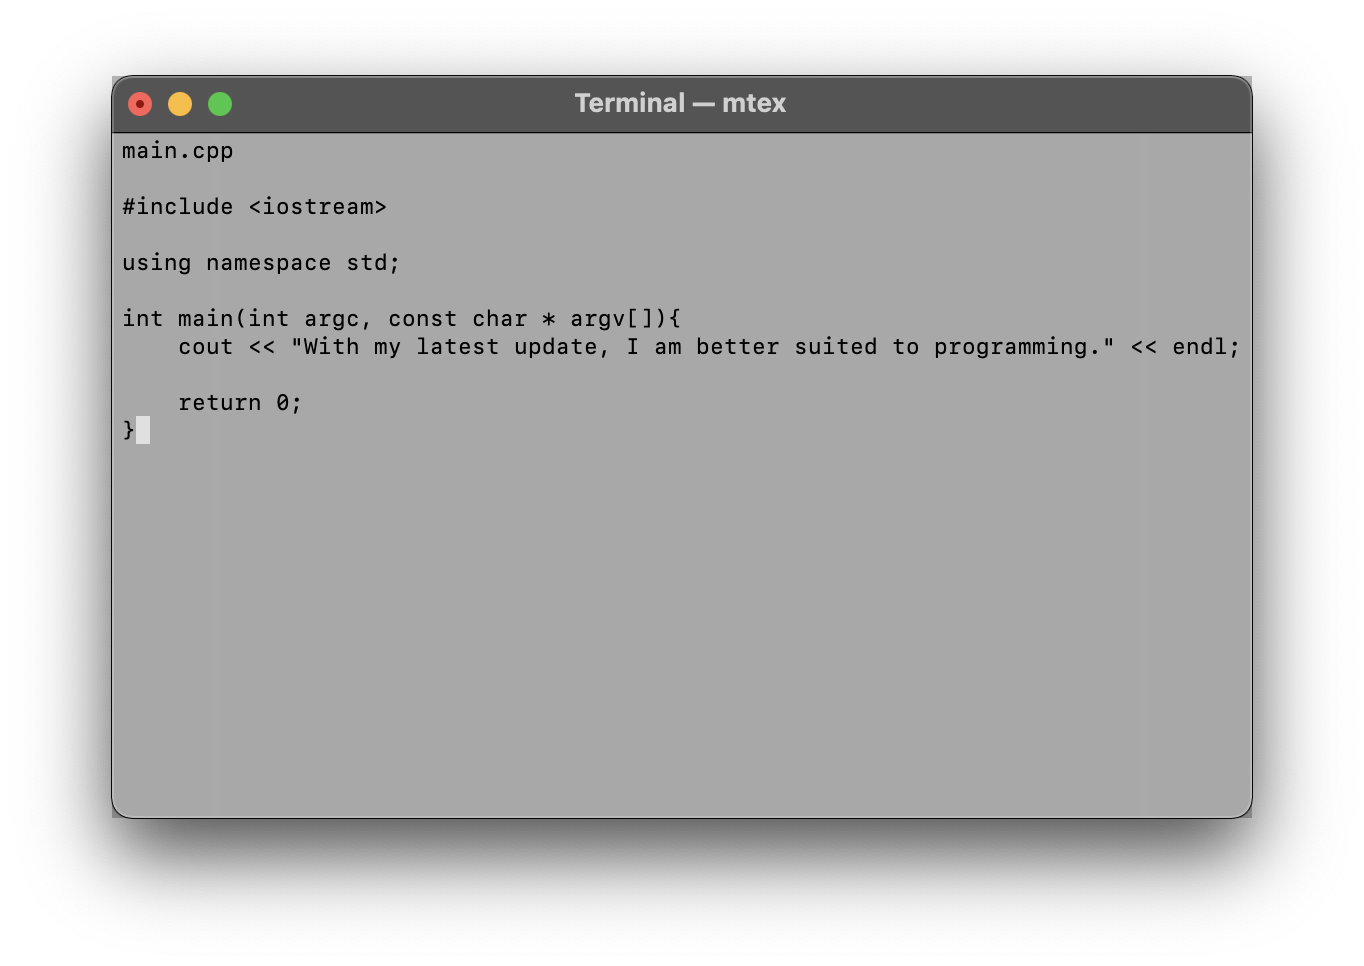 Terminal — mtex
main.cpp
#include <iostream>
using namespace std;
int main(int argc, const char * argv[]){
    cout << "With my latest update, I am better suited to programming." << endl;
    return 0;
}